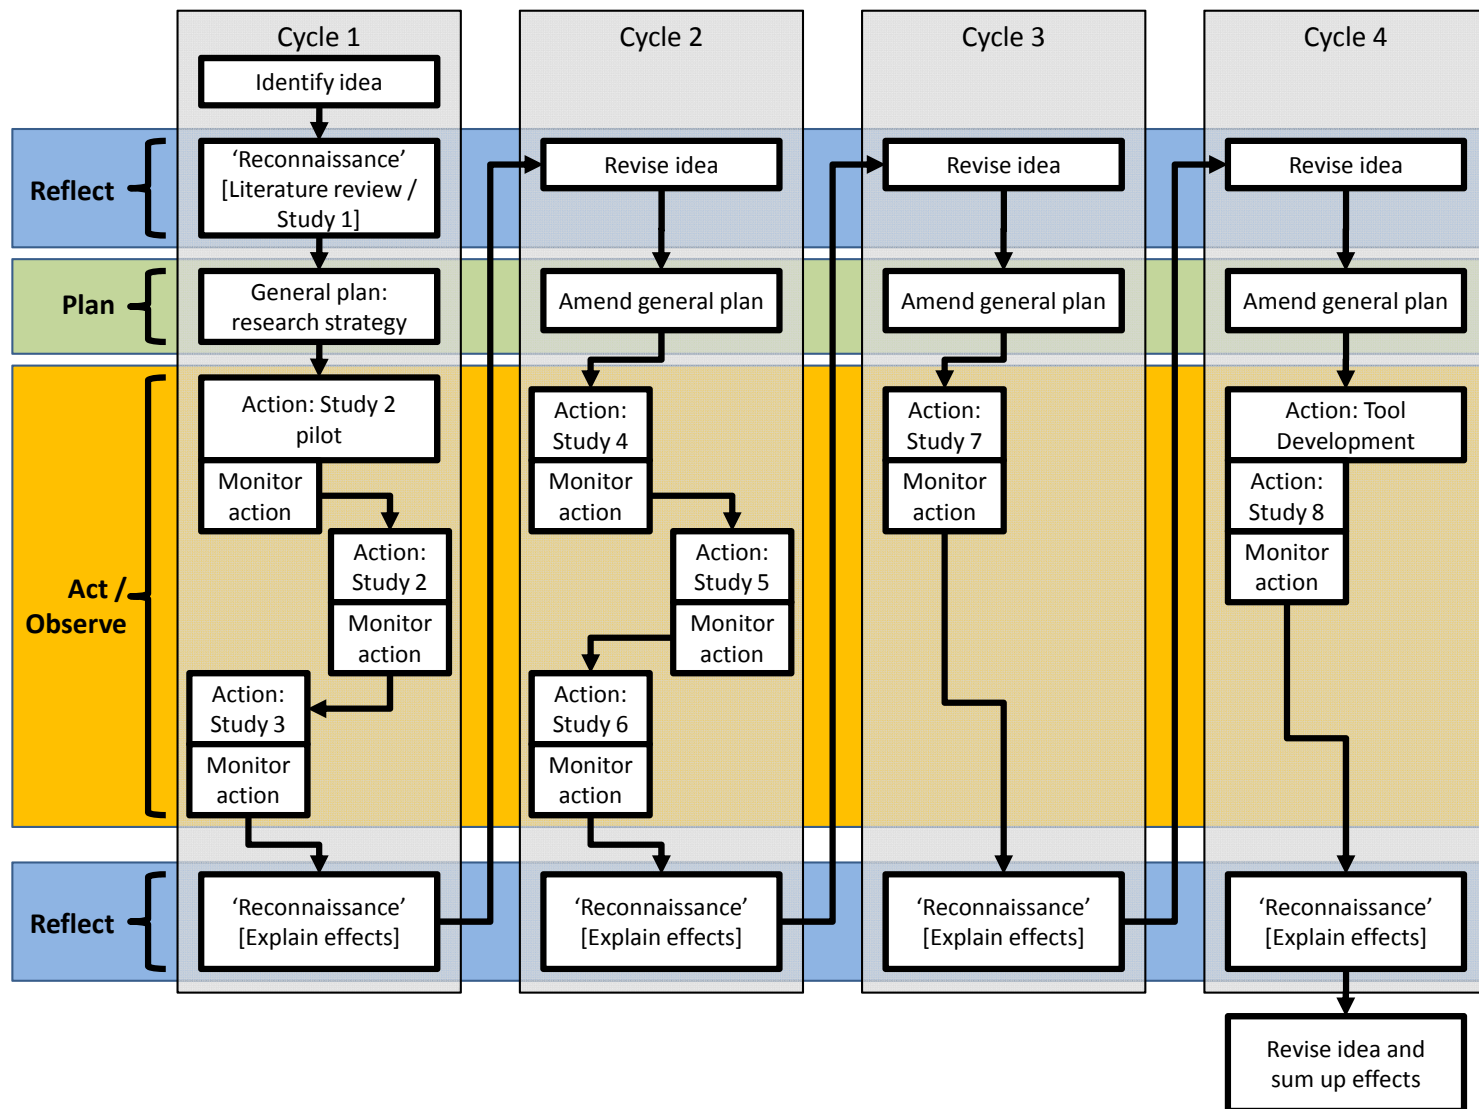 Cycle 1
Identify idea
Reflect
‘Reconnaissance’
[Literature review /
Study 1]
Plan
General plan:
research strategy
Act /
Observe
Action: Study 2
pilot
Monitor
action
Action:
Study 2
Monitor
action
Action:
Study 3
Monitor
action
Reflect
‘Reconnaissance’
[Explain effects]
Cycle 2
Revise idea
Amend general plan
Action:
Study 4
Monitor
action
Action:
Study 5
Monitor
action
Action:
Study 6
Monitor
action
‘Reconnaissance’
[Explain effects]
Cycle 3
Revise idea
Amend general plan
Action:
Study 7
Monitor
action
‘Reconnaissance’
[Explain effects]
Cycle 4
Revise idea
Amend general plan
Action: Tool
Development
Action:
Study 8
Monitor
action
‘Reconnaissance’
[Explain effects]
Revise idea and
sum up effects